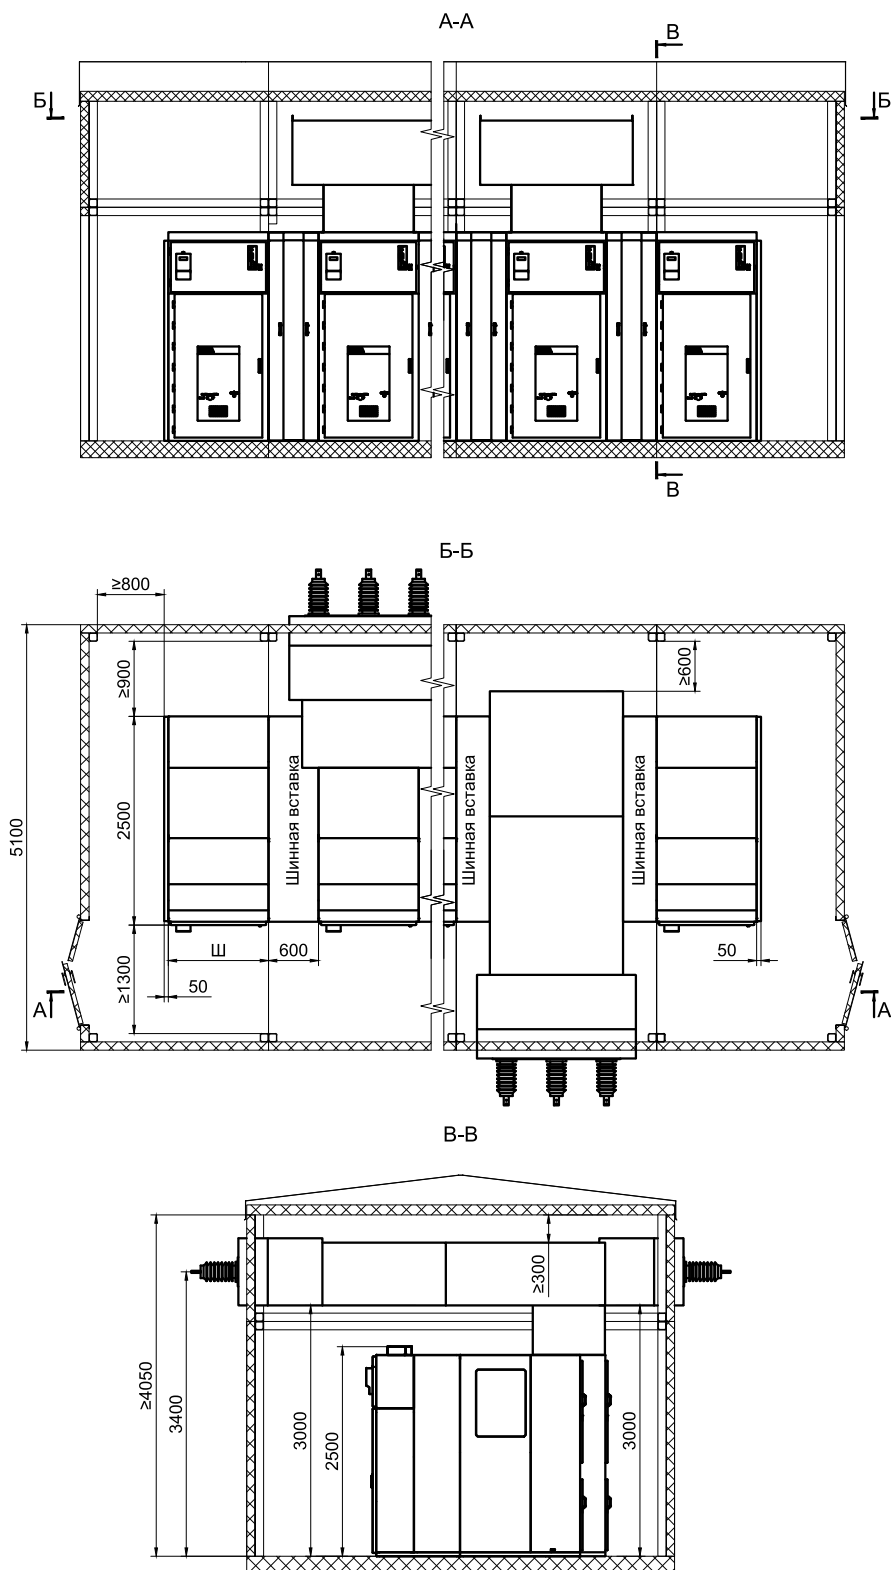 А-А
В
Б
Б
В
Б-Б
≥800
≥900
≥600
5100
2500
Шинная вставка
Шинная вставка
Шинная вставка
Ш
600
50
50
≥1300
А
А
В-В
≥300
≥4050
3400
3000
2500
3000